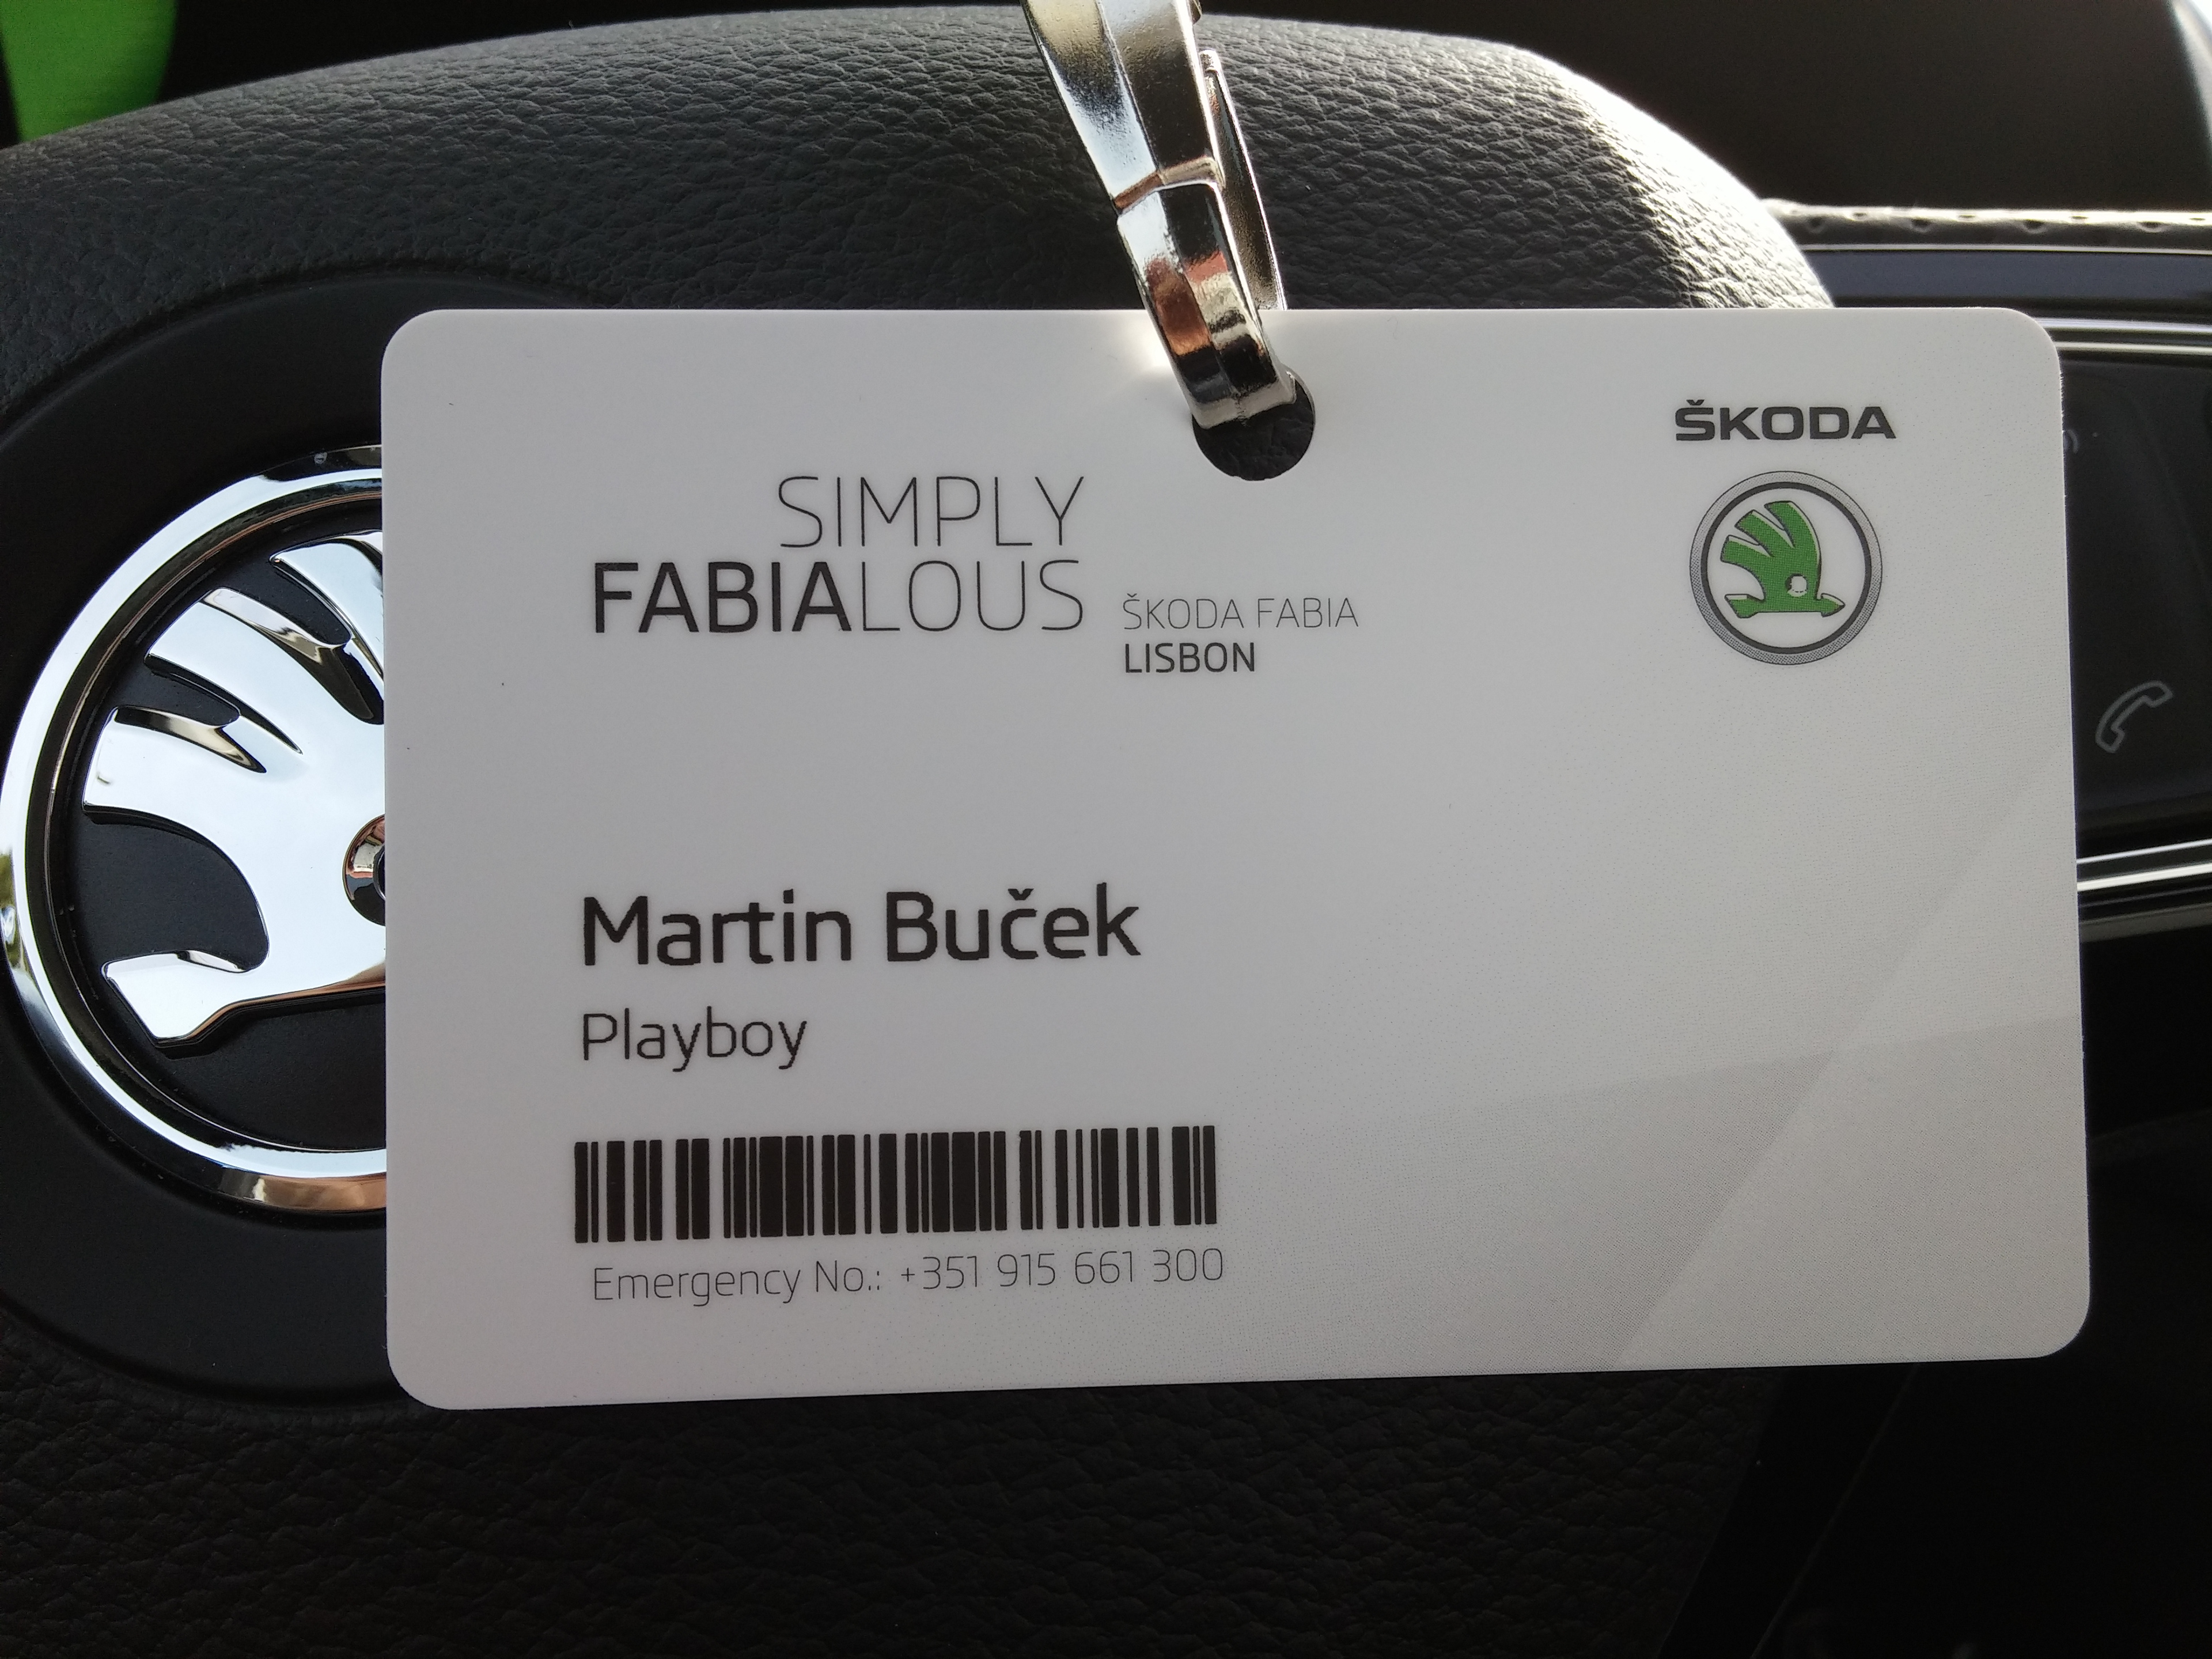 ŠKODA
SIMPLY
FABIALOUS
ŠKODA FABIA
LISBON
Martin Buček
Playboy
Emergency No.: +351 915 661 300